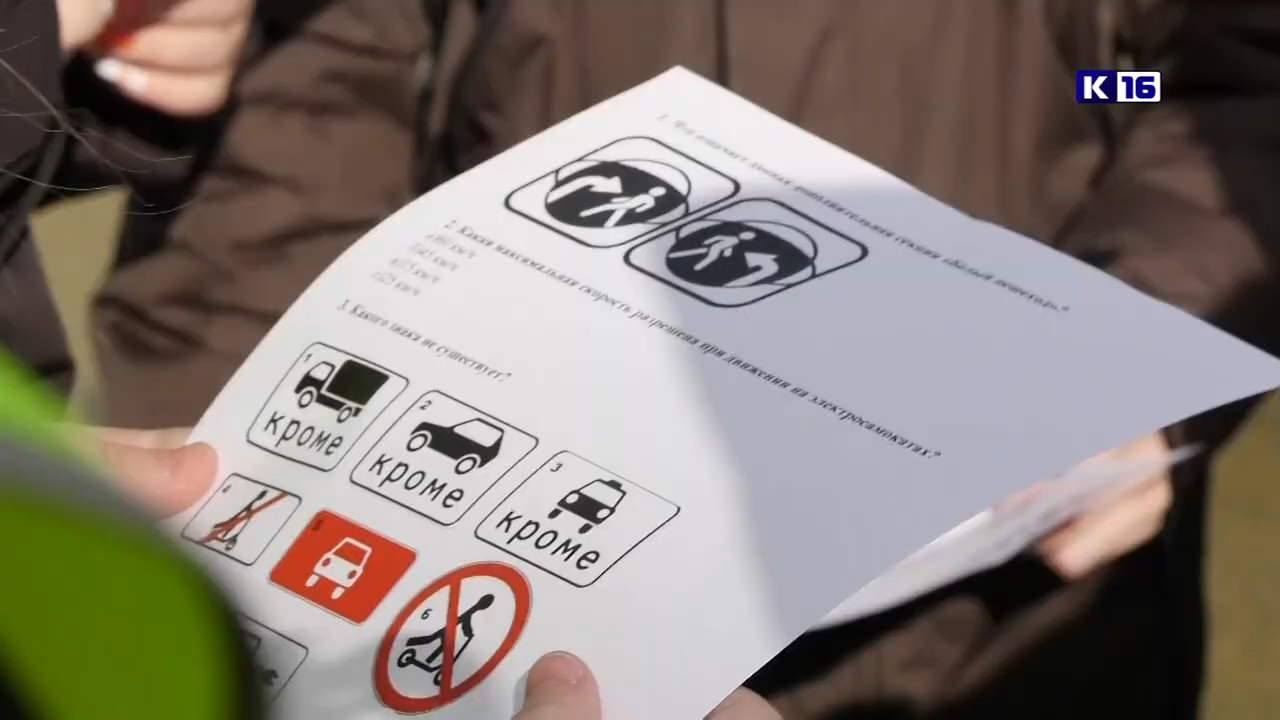 K 16
1. Что означает данная дополнительная секция «Белый пешеход»?
2. Какая максимальная скорость разрешена при движении на электросамокатах?
3. Какого знака не существует?
1
кроме
2
кроме
3
кроме
4
5
6